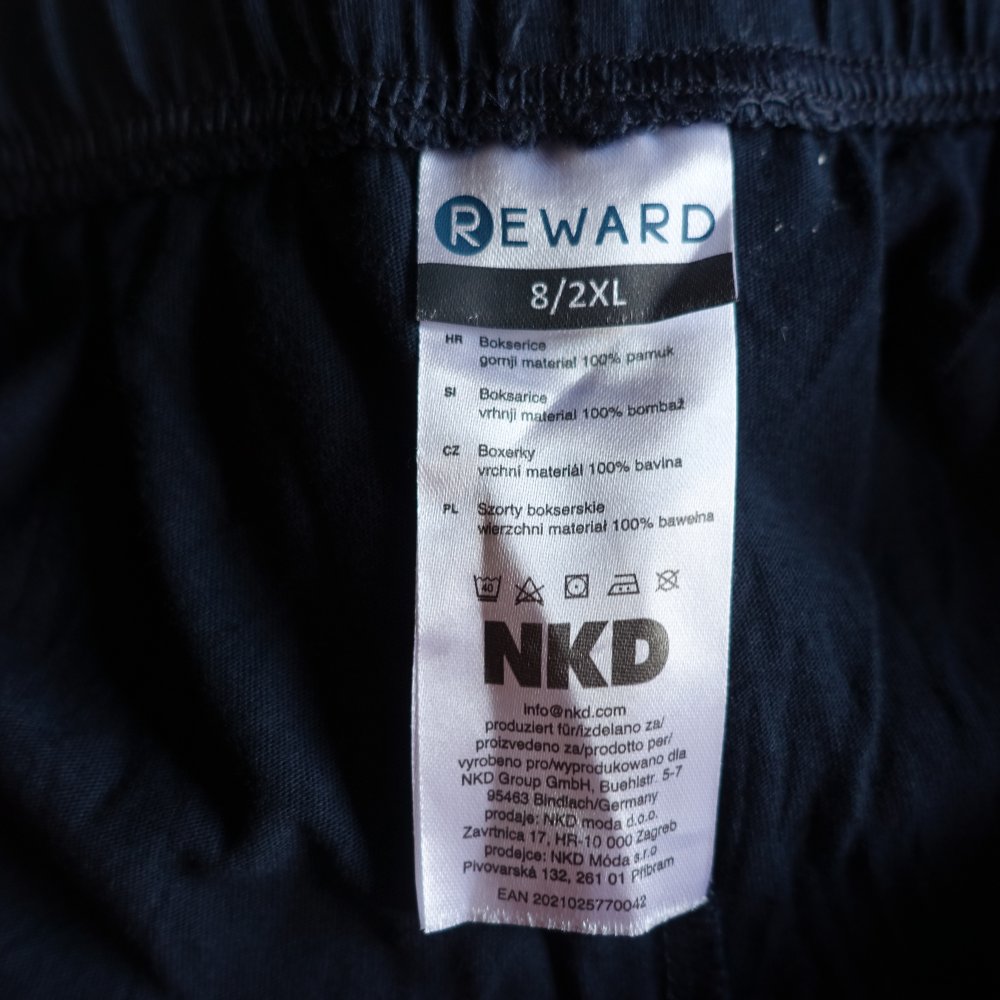 REWARD
8/2XL
HR Bokserice
gornji material 100% pamuk
SI Boksarice
vrhnji material 100% bombaž
CZ Boxerky
vrchní materiál 100% bavlna
PL Szorty bokserskie
wierzchni materiał 100% bawełna
40
NKD
info@nkd.com
produziert für/izdelano za/
proizvedeno za/prodotto per/
vyrobeno pro/wyprodukowano dla
NKD Group GmbH, Buehlstr. 5-7
95463 Bindlach/Germany
prodaje: NKD moda d.o.o.
Zavrtnica 17, HR-10 000 Zagreb
prodejce: NKD Móda s.r.o
Pivovarská 132, 261 01 Příbram
EAN 2021025770042